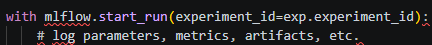 with mlflow.start_run(experiment_id=exp.experiment_id):
# log parameters, metrics, artifacts, etc.